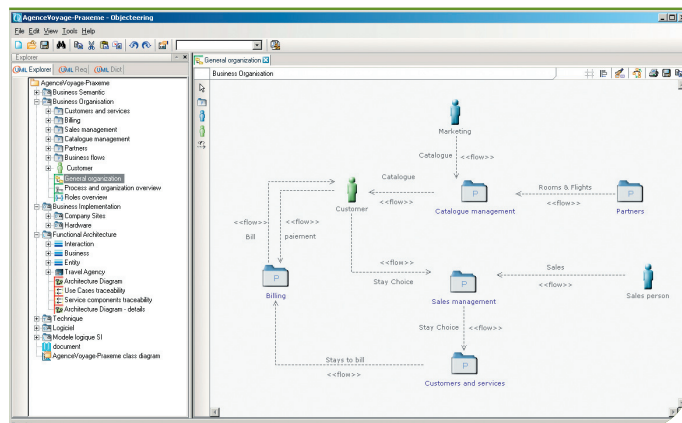 AgenceVoyage-Praxeme - Objecteering
File Edit View Tools Help
Explorer
UML Explorer UML Req UML Dict
AgenceVoyage-Praxeme
Business Semantic
Business Organisation
Customers and services
Billing
Sales management
Catalogue management
Partners
Business flows
Customer
General organization
Process and organization overview
Roles overview
Business Implementation
Company Sites
Hardware
Functional Architecture
Interaction
Business
Entity
Travel Agency
Architecture Diagram
Use Cases traceability
Service components traceability
Architecture Diagram - details
Technique
Logiciel
Modele logique SI
document
AgenceVoyage-Praxeme class diagram
General organization
Business Organisation
Marketing
Catalogue <<flow>>
Catalogue
<<flow>>
Rooms & Flights
<<flow>>
Customer
P
Catalogue management
P
Partners
<<flow>>
Bill
<<flow>>
paiement
<<flow>>
Stay Choice
Sales
<<flow>>
P
Billing
P
Sales management
Sales person
Stay Choice <<flow>>
Stays to bill
<<flow>>
P
Customers and services